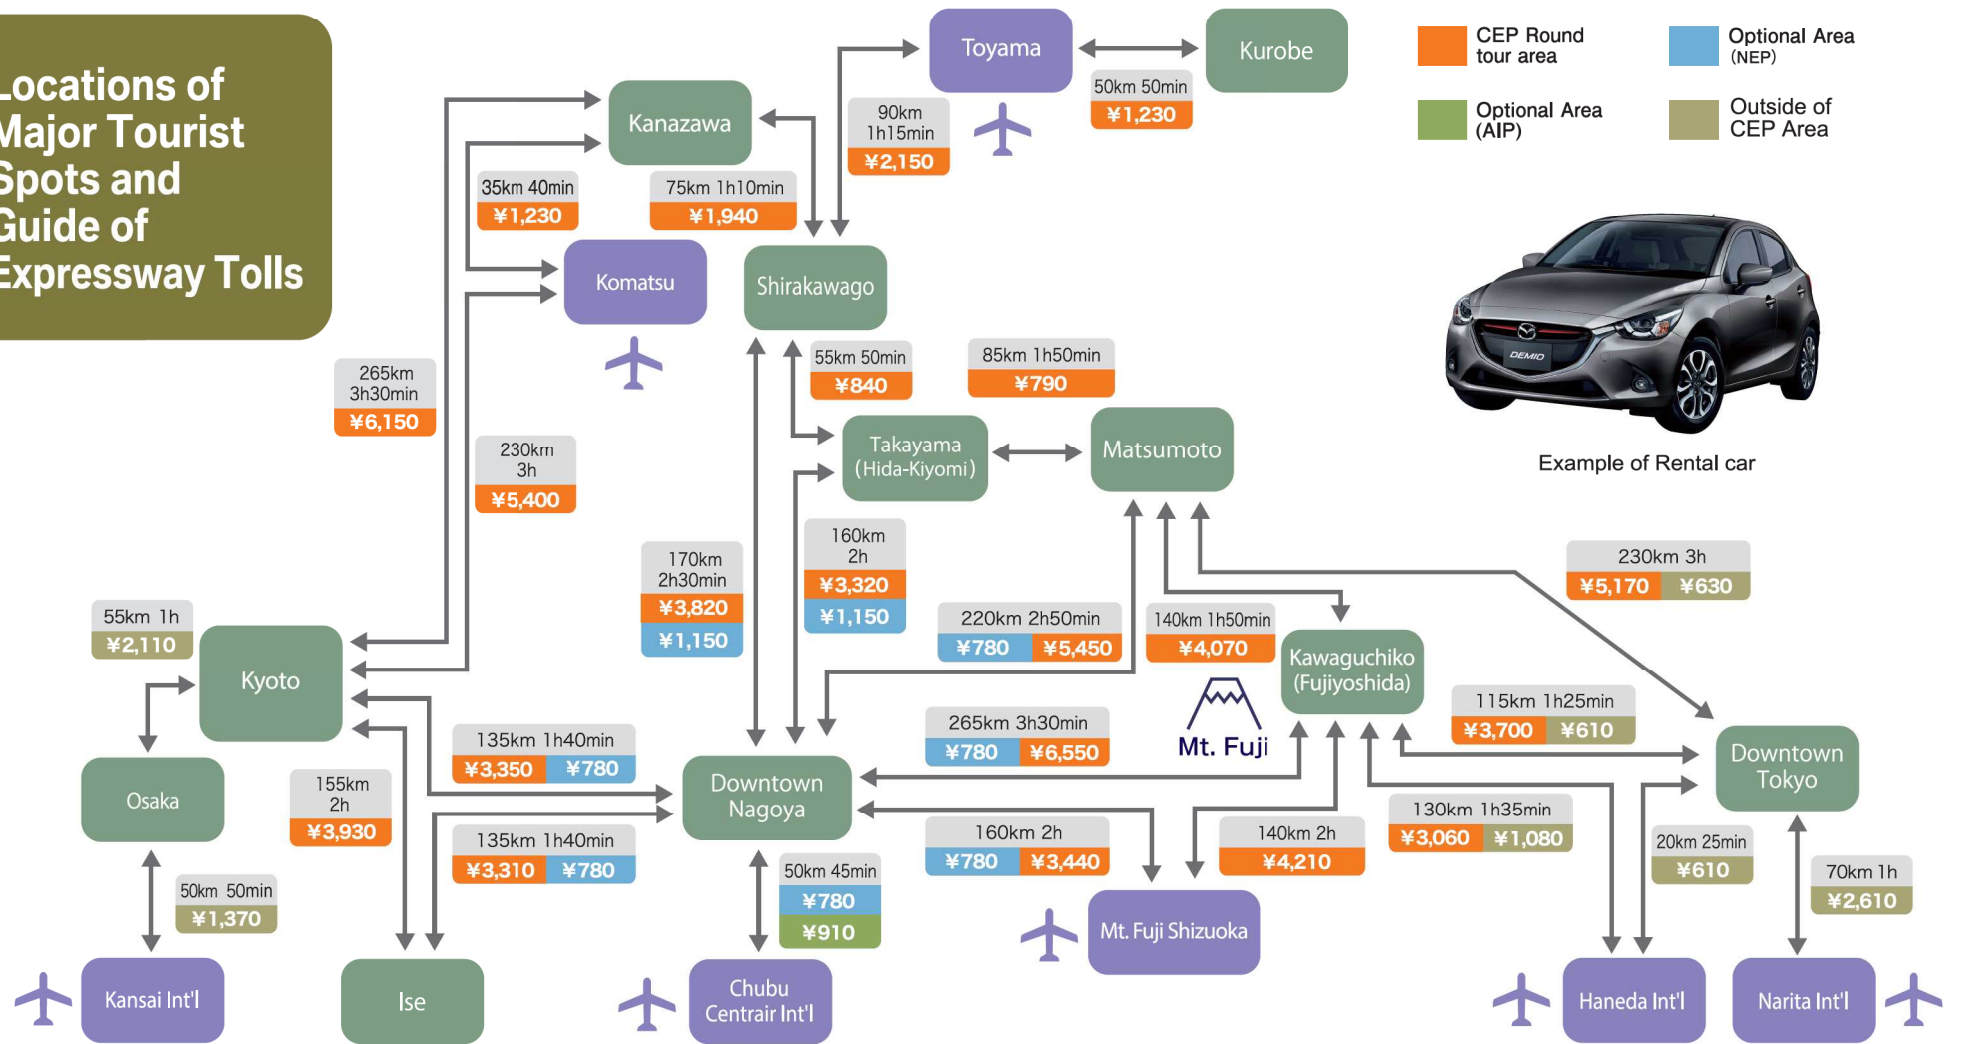 Locations of
Major Tourist
Spots and
Guide of
Expressway Tolls
CEP Round
tour area
Optional Area
(NEP)
Optional Area
(AIP)
Outside of
CEP Area
Toyama
Kurobe
50km 50min
¥1,230
90km
1h15min
¥2,150
Kanazawa
35km 40min
¥1,230
75km 1h10min
¥1,940
Komatsu
Shirakawago
265km
3h30min
¥6,150
230km
3h
¥5,400
55km 50min
¥840
85km 1h50min
¥790
Takayama
(Hida-Kiyomi)
Matsumoto
DEMIO
Example of Rental car
170km
2h30min
¥3,820
¥1,150
160km
2h
¥3,320
¥1,150
220km 2h50min
¥780 ¥5,450
140km 1h50min
¥4,070
230km 3h
¥5,170 ¥630
55km 1h
¥2,110
Kyoto
Kawaguchiko
(Fujiyoshida)
Mt. Fuji
115km 1h25min
¥3,700 ¥610
135km 1h40min
¥3,350 ¥780
265km 3h30min
¥780 ¥6,550
Osaka
155km
2h
¥3,930
Downtown
Nagoya
Downtown
Tokyo
135km 1h40min
¥3,310 ¥780
160km 2h
¥780 ¥3,440
140km 2h
¥4,210
130km 1h35min
¥3,060 ¥1,080
20km 25min
¥610
70km 1h
¥2,610
50km 50min
¥1,370
50km 45min
¥780
¥910
Kansai Int'l
Ise
Chubu
Centrair Int'l
Mt. Fuji Shizuoka
Haneda Int'l
Narita Int'l